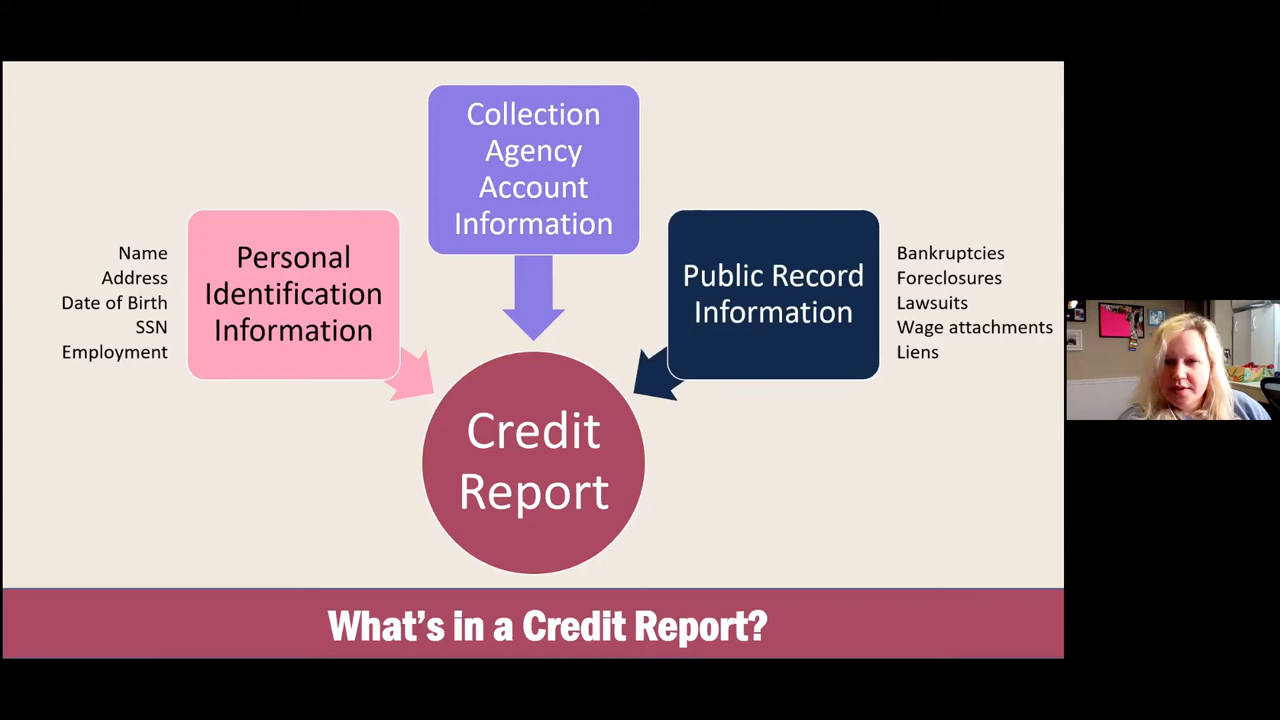 Collection
Agency
Account
Information
Name
Address
Date of Birth
SSN
Employment
Personal
Identification
Information
Public Record
Information
Bankruptcies
Foreclosures
Lawsuits
Wage attachments
Liens
Credit
Report
What's in a Credit Report?